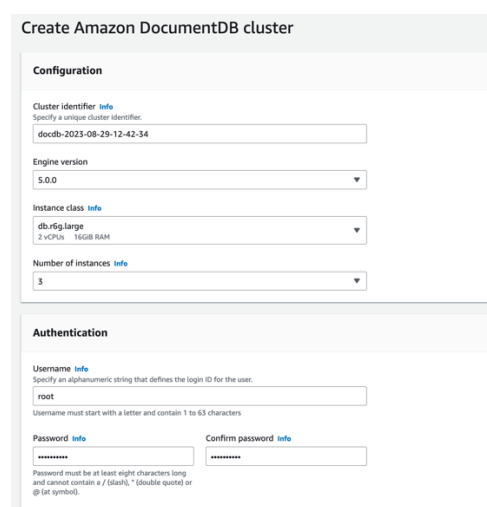 Create Amazon DocumentDB cluster
Configuration
Cluster identifier Info
Specify a unique cluster identifier.
docdb-2023-08-29-12-42-34
Engine version
5.0.0
Instance class Info
db.r6g.large
2 vCPUs 16GiB RAM
Number of instances Info
3
Authentication
Username Info
Specify an alphanumeric string that defines the login ID for the user.
root
Username must start with a letter and contain 1 to 63 characters
Password Info Confirm password Info
•••••••••• ••••••••••
Password must be at least eight characters long
and cannot contain a / (slash), " (double quote) or
@ (at symbol).